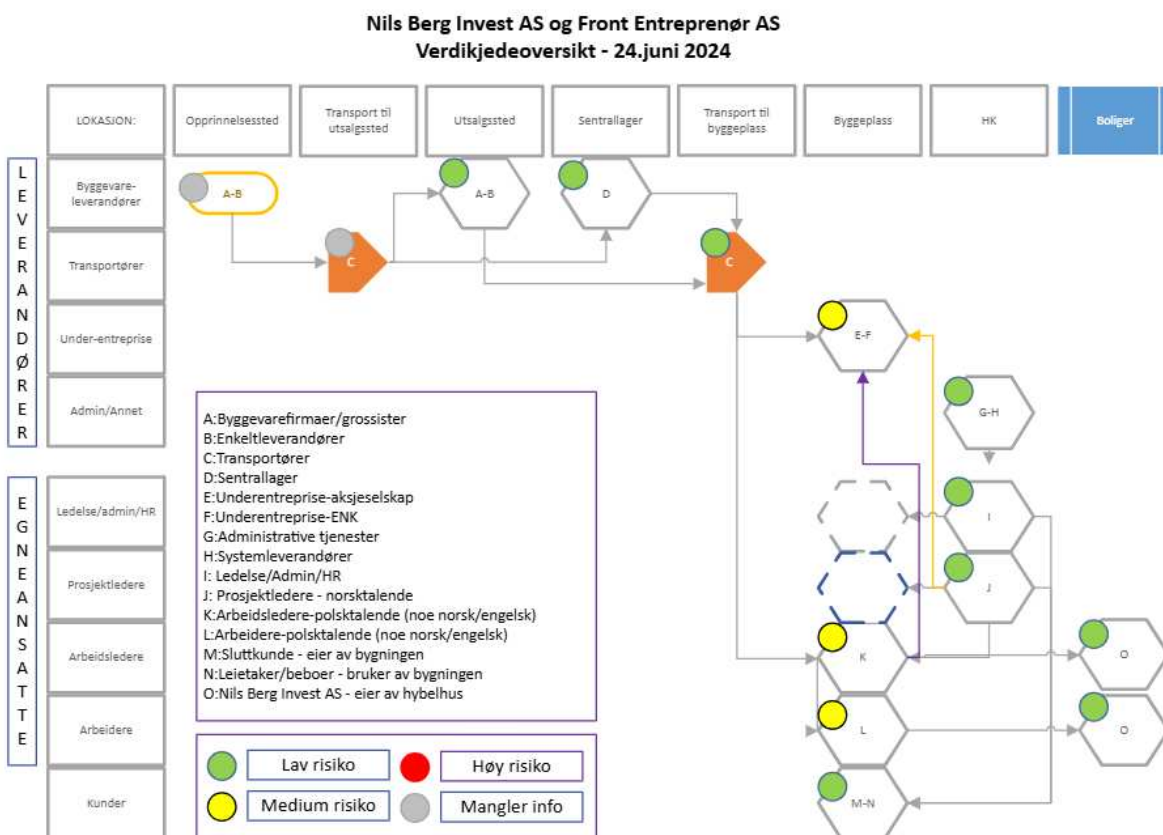 Nils Berg Invest AS og Front Entreprenør AS
Verdikjedeoversikt - 24.juni 2024
LOKASJON:
Opprinnelsessted
Transport til
utsalgssted
Utsalgssted
Sentrallager
Transport til
byggeplass
Byggeplass
HK
Boliger
LEVERANDØRER
Byggevare-
leverandører
A-B
A-B
D
Transportører
C
C
Under-entreprise
E-F
Admin/Annet
G-H
A:Byggevarefirmaer/grossister
B:Enkeltleverandører
C:Transportører
D:Sentrallager
E:Underentreprise-aksjeselskap
F:Underentreprise-ENK
G:Administrative tjenester
H:Systemleverandører
I: Ledelse/Admin/HR
J: Prosjektledere - norsktalende
K:Arbeidsledere-polsktalende (noe norsk/engelsk)
L:Arbeidere-polsktalende (noe norsk/engelsk)
M:Sluttkunde - eier av bygningen
N:Leietaker/beboer - bruker av bygningen
O:Nils Berg Invest AS - eier av hybelhus
EGNEANSATTE
Ledelse/admin/HR
I
Prosjektledere
J
Arbeidsledere
K
O
Arbeidere
L
O
Kunder
M-N
Lav risiko
Høy risiko
Medium risiko
Mangler info